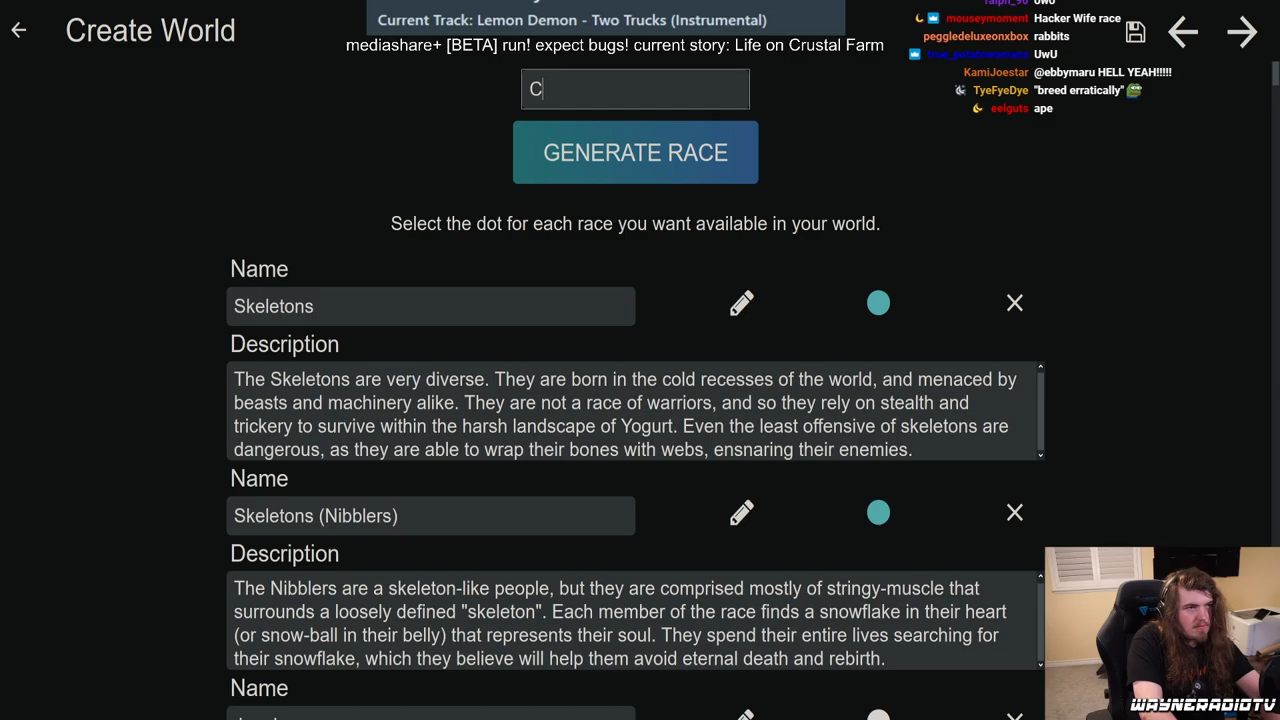 Create World
Current Track: Lemon Demon - Two Trucks (Instrumental)
mediashare+ [BETA] run! expect bugs! current story: Life on Crustal Farm
mouseymoment Hacker Wife race
peggledeluxeonxbox rabbits
UwU
KamiJoestar @ebbymaru HELL YEAH!!!!!
TyeFyeDye "breed erratically"
eelguts ape
C
GENERATE RACE
Select the dot for each race you want available in your world.
Name
Skeletons
Description
The Skeletons are very diverse. They are born in the cold recesses of the world, and menaced by
beasts and machinery alike. They are not a race of warriors, and so they rely on stealth and
trickery to survive within the harsh landscape of Yogurt. Even the least offensive of skeletons are
dangerous, as they are able to wrap their bones with webs, ensnaring their enemies.
Name
Skeletons (Nibblers)
Description
The Nibblers are a skeleton-like people, but they are comprised mostly of stringy-muscle that
surrounds a loosely defined "skeleton". Each member of the race finds a snowflake in their heart
(or snow-ball in their belly) that represents their soul. They spend their entire lives searching for
their snowflake, which they believe will help them avoid eternal death and rebirth.
Name
WAYNERADIOTV